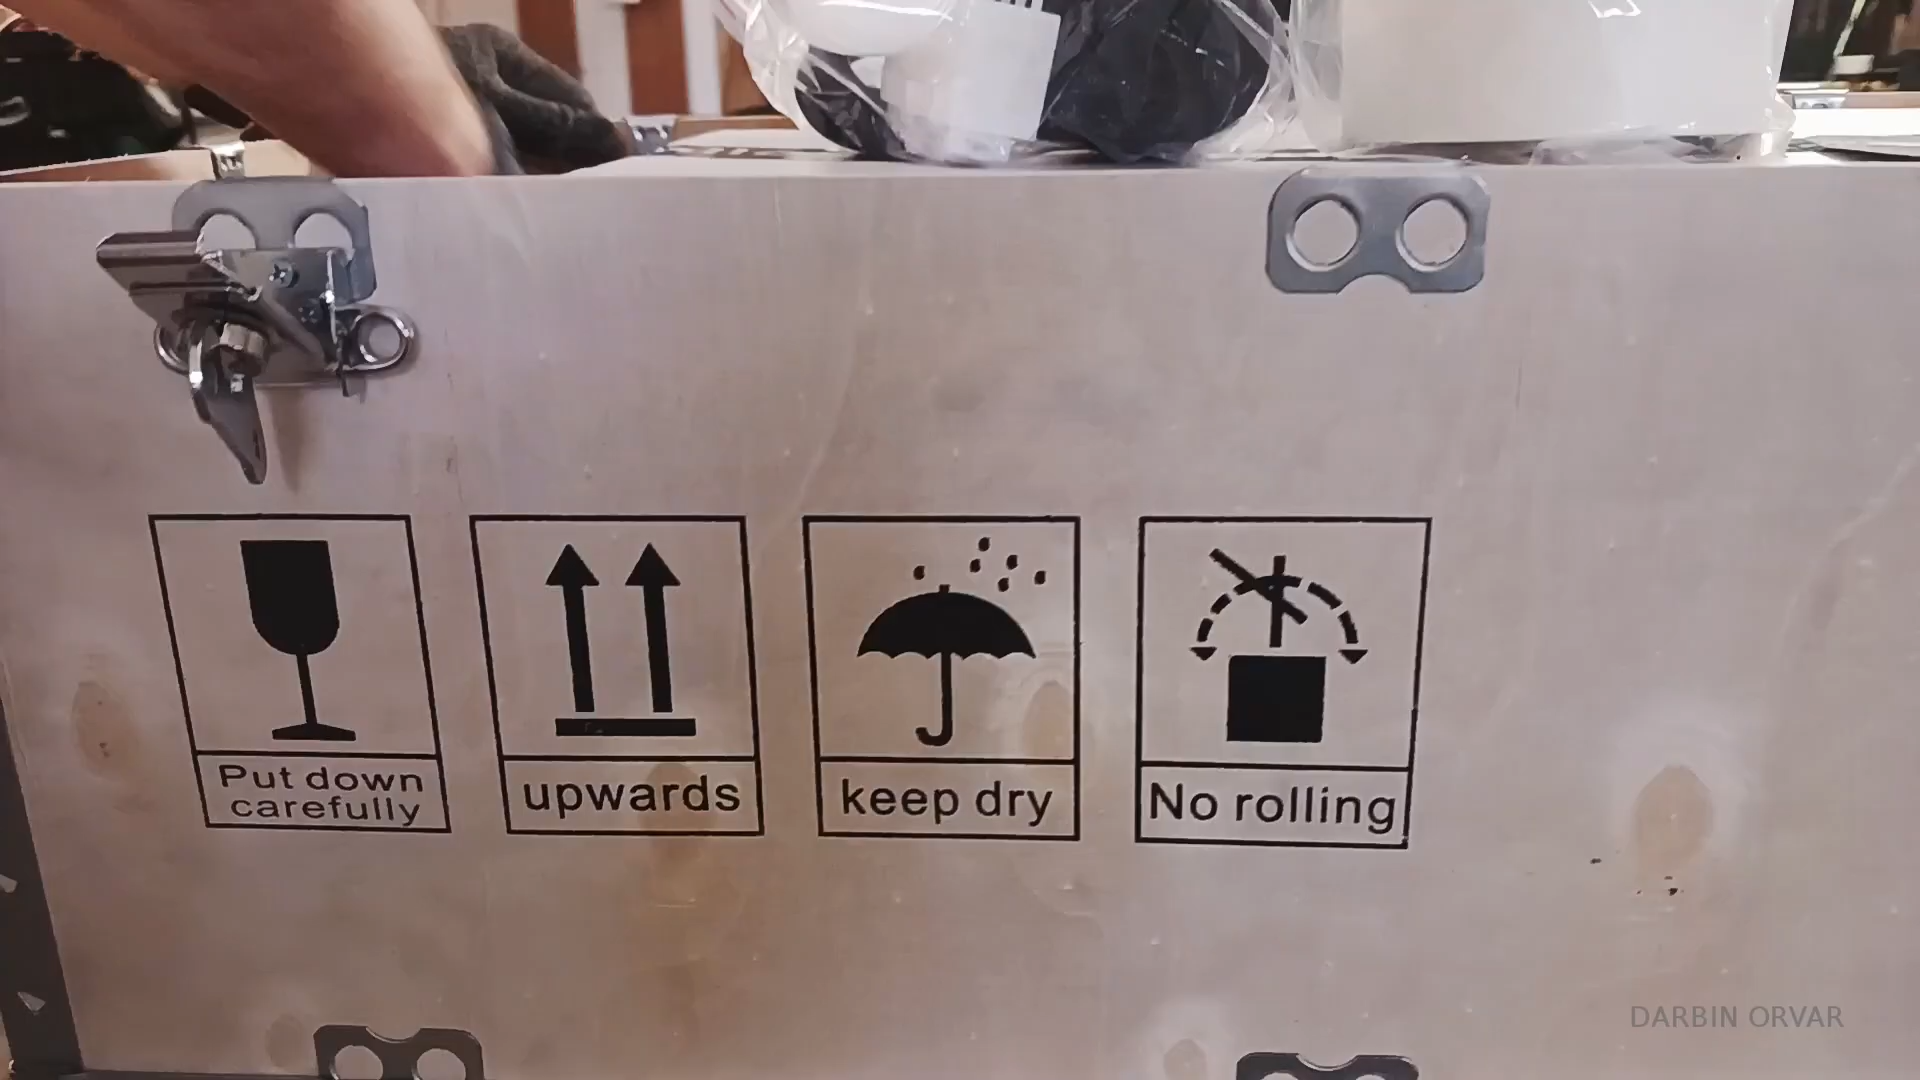 Put down
carefully
upwards
keep dry
No rolling
DARBIN ORVAR